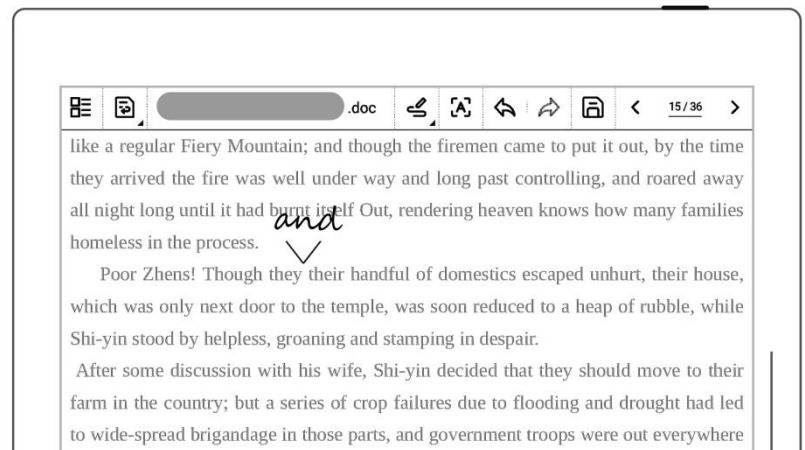 .doc
15 / 36
like a regular Fiery Mountain; and though the firemen came to put it out, by the time
they arrived the fire was well under way and long past controlling, and roared away
all night long until it had burnt itself Out, rendering heaven knows how many families
and
homeless in the process.
Poor Zhens! Though they their handful of domestics escaped unhurt, their house,
which was only next door to the temple, was soon reduced to a heap of rubble, while
Shi-yin stood by helpless, groaning and stamping in despair.
After some discussion with his wife, Shi-yin decided that they should move to their
farm in the country; but a series of crop failures due to flooding and drought had led
to wide-spread brigandage in those parts, and government troops were out everywhere